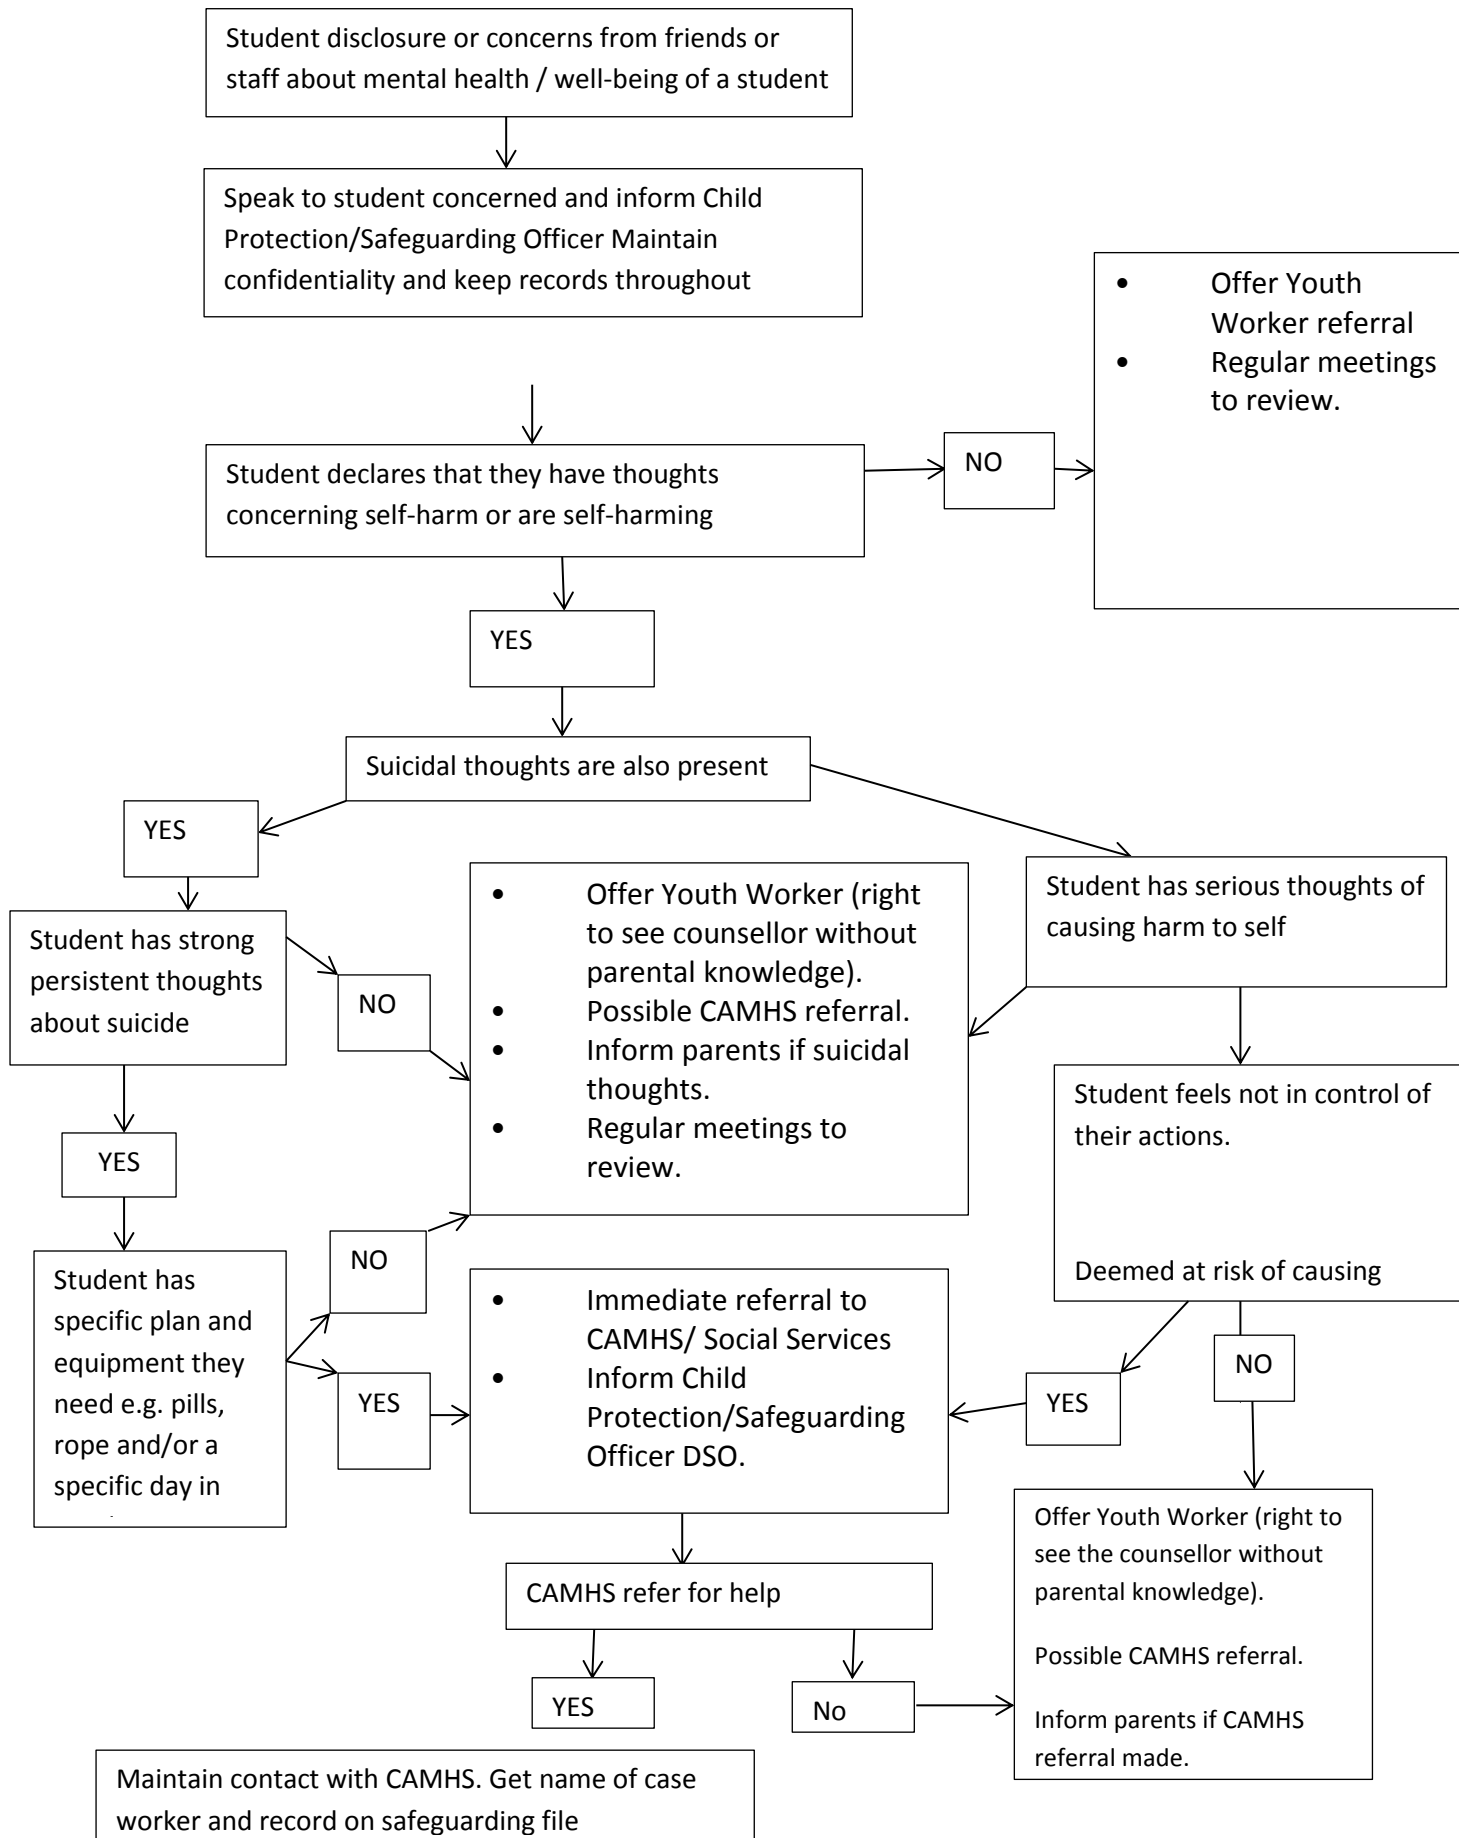 Student disclosure or concerns from friends or
staff about mental health / well-being of a student
Speak to student concerned and inform Child
Protection/Safeguarding Officer Maintain
confidentiality and keep records throughout
• Offer Youth
Worker referral
• Regular meetings
to review.
Student declares that they have thoughts
concerning self-harm or are self-harming
NO
YES
Suicidal thoughts are also present
YES
Student has strong
persistent thoughts
about suicide
NO
• Offer Youth Worker (right
to see counsellor without
parental knowledge).
• Possible CAMHS referral.
• Inform parents if suicidal
thoughts.
• Regular meetings to
review.
Student has serious thoughts of
causing harm to self
Student feels not in control of
their actions.
Deemed at risk of causing
YES
NO
Student has
specific plan and
equipment they
need e.g. pills,
rope and/or a
specific day in
YES
• Immediate referral to
CAMHS/ Social Services
• Inform Child
Protection/Safeguarding
Officer DSO.
YES
NO
CAMHS refer for help
YES
No
Offer Youth Worker (right to
see the counsellor without
parental knowledge).
Possible CAMHS referral.
Inform parents if CAMHS
referral made.
Maintain contact with CAMHS. Get name of case
worker and record on safeguarding file